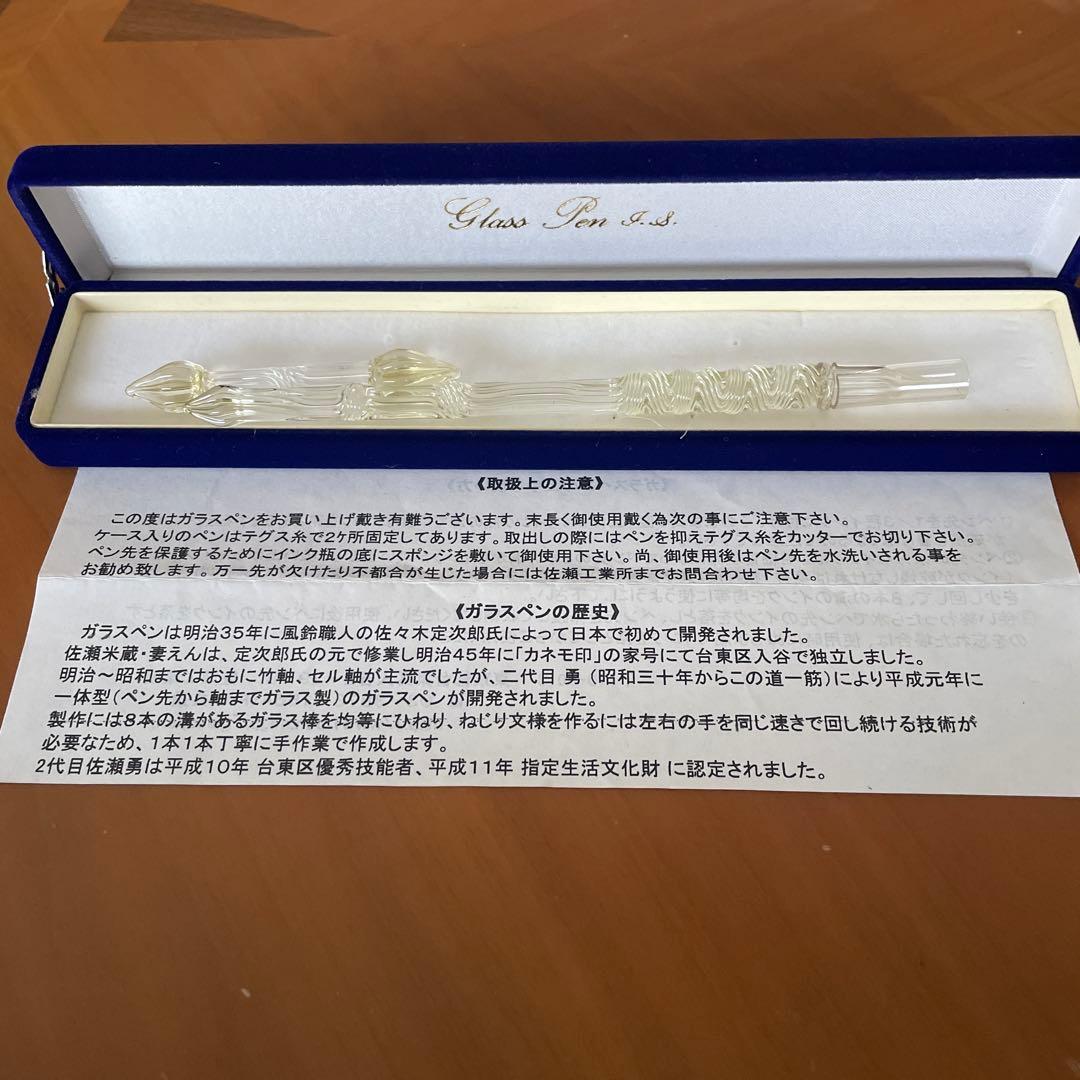 Glass Pen I.S.
《取扱上の注意》
この度はガラスペンをお買い上げ戴き有難うございます。末長く御使用戴く為次の事にご注意下さい。
ケース入りのペンはテグス糸で2ヶ所固定してあります。取出しの際にはペンを抑えテグス糸をカッターでお切り下さい。
ペン先を保護するためにインク瓶の底にスポンジを敷いて御使用下さい。尚、御使用後はペン先を水洗いされる事を
お勧め致します。万一先が欠けたり不都合が生じた場合には佐瀬工業所までお問合わせ下さい。
《ガラスペンの歴史》
ガラスペンは明治35年に風鈴職人の佐々木定次郎氏によって日本で初めて開発されました。
佐瀬米蔵・妻えんは、定次郎氏の元で修業し明治45年に「カネモ印」の家号にて台東区入谷で独立しました。
明治～昭和まではおもに竹軸、セル軸が主流でしたが、二代目 勇（昭和三十年からこの道一筋）により平成元年に
一体型（ペン先から軸までガラス製）のガラスペンが開発されました。
製作には8本の溝があるガラス棒を均等にひねり、ねじり文様を作るには左右の手を同じ速さで回し続ける技術が
必要なため、1本1本丁寧に手作業で作成します。
2代目佐瀬勇は平成10年 台東区優秀技能者、平成11年 指定生活文化財 に認定されました。